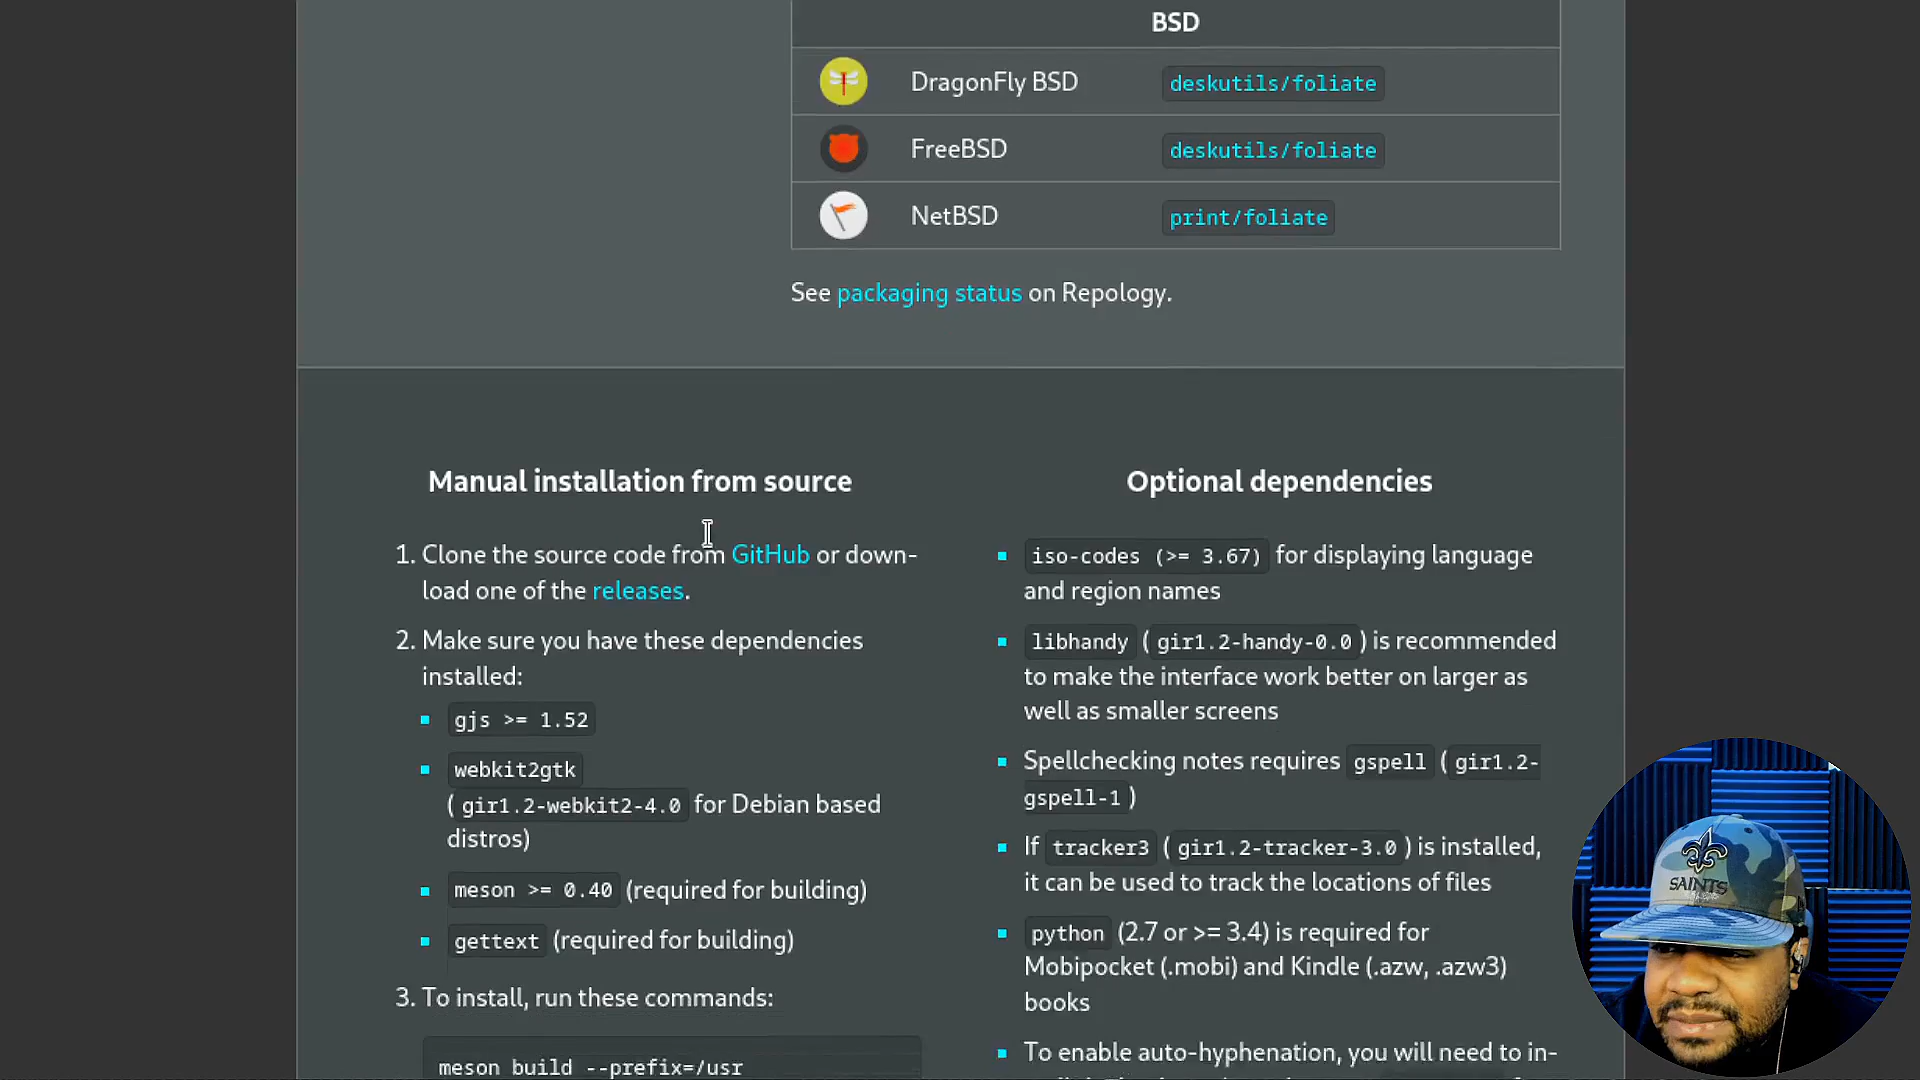 BSD
DragonFly BSD deskutils/foliate
FreeBSD deskutils/foliate
NetBSD print/foliate
See packaging status on Repology.
Manual installation from source
1. Clone the source code from GitHub or down-
load one of the releases.
2. Make sure you have these dependencies
installed:
gjs >= 1.52
webkit2gtk
(gir1.2-webkit2-4.0 for Debian based
distros)
meson >= 0.40 (required for building)
gettext (required for building)
3. To install, run these commands:
meson build --prefix=/usr
Optional dependencies
iso-codes (>= 3.67) for displaying language
and region names
libhandy (gir1.2-handy-0.0) is recommended
to make the interface work better on larger as
well as smaller screens
Spellchecking notes requires gspell (gir1.2-
gspell-1)
If tracker3 (gir1.2-tracker-3.0) is installed,
it can be used to track the locations of files
python (2.7 or >= 3.4) is required for
Mobipocket (.mobi) and Kindle (.azw, .azw3)
books
To enable auto-hyphenation, you will need to in-
SAINTS